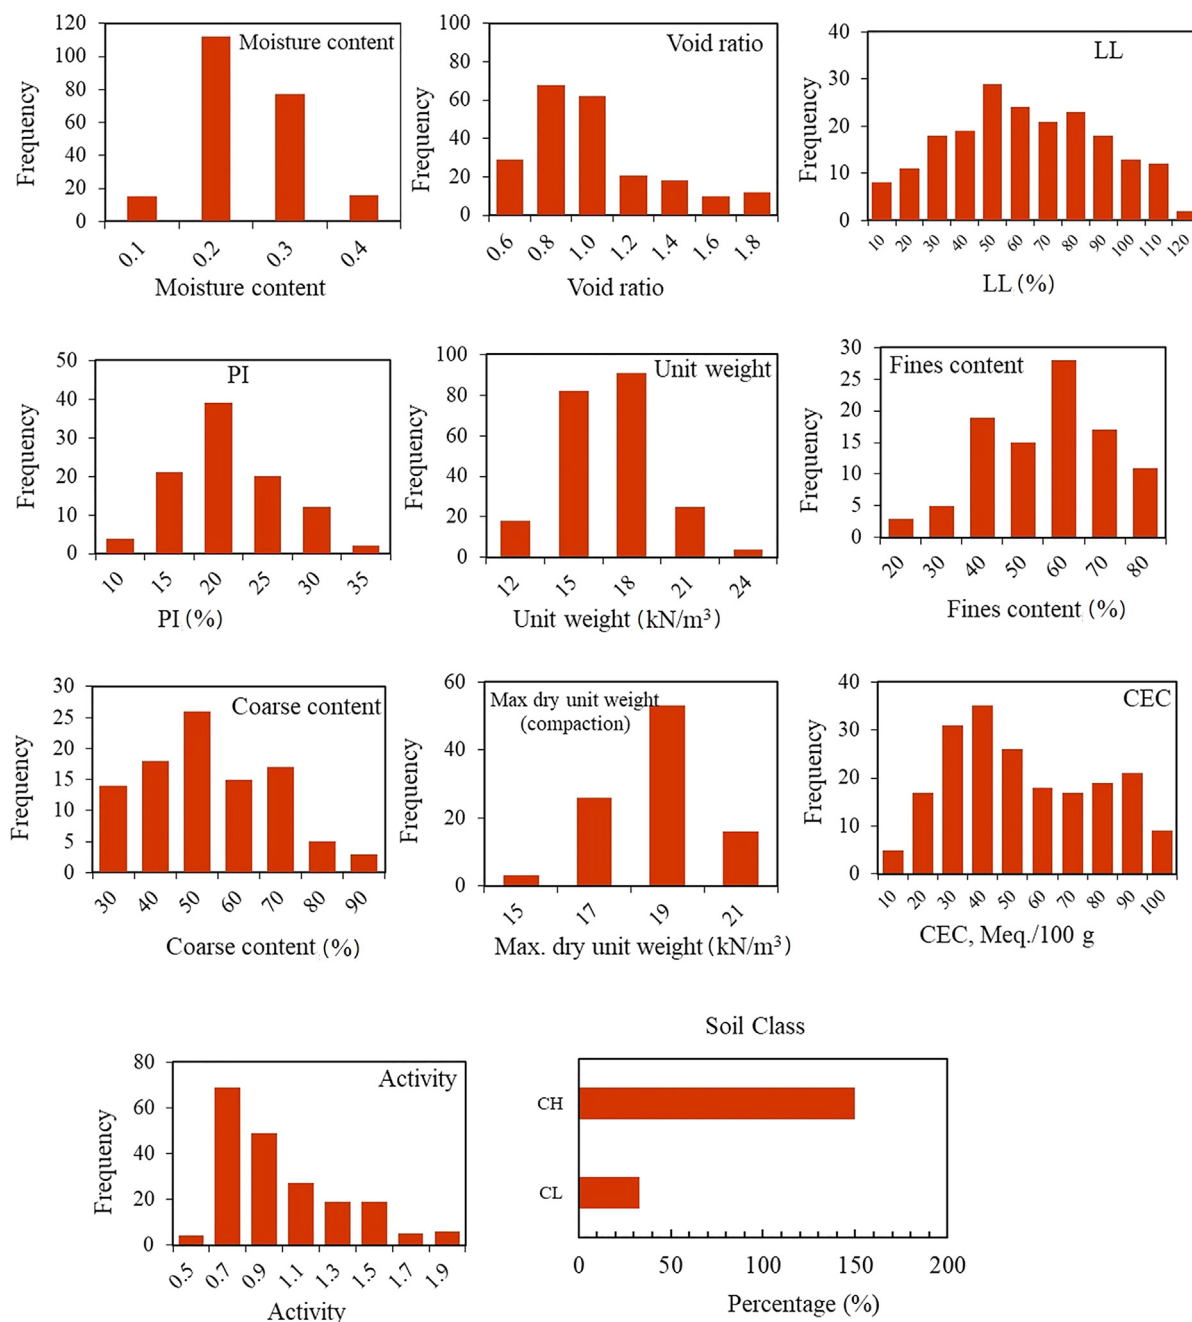 Moisture content
Frequency
120
100
80
60
40
20
0
0.1 0.2 0.3 0.4
Moisture content
Void ratio
Frequency
100
80
60
40
20
0
0.6 0.8 1.0 1.2 1.4 1.6 1.8
Void ratio
LL
Frequency
40
30
20
10
0
10 20 30 40 50 60 70 80 90 100 110 120
LL (%)
PI
Frequency
50
40
30
20
10
0
10 15 20 25 30 35
PI (%)
Unit weight
Frequency
100
80
60
40
20
0
12 15 18 21 24
Unit weight (kN/m³)
Fines content
Frequency
30
25
20
15
10
5
0
20 30 40 50 60 70 80
Fines content (%)
Coarse content
Frequency
30
25
20
15
10
5
0
30 40 50 60 70 80 90
Coarse content (%)
Max dry unit weight
(compaction)
Frequency
60
40
20
0
15 17 19 21
Max. dry unit weight (kN/m³)
CEC
Frequency
40
30
20
10
0
10 20 30 40 50 60 70 80 90 100
CEC, Meq./100 g
Activity
Frequency
80
60
40
20
0
0.5 0.7 0.9 1.1 1.3 1.5 1.7 1.9
Activity
Soil Class
CH
CL
0 50 100 150 200
Percentage (%)